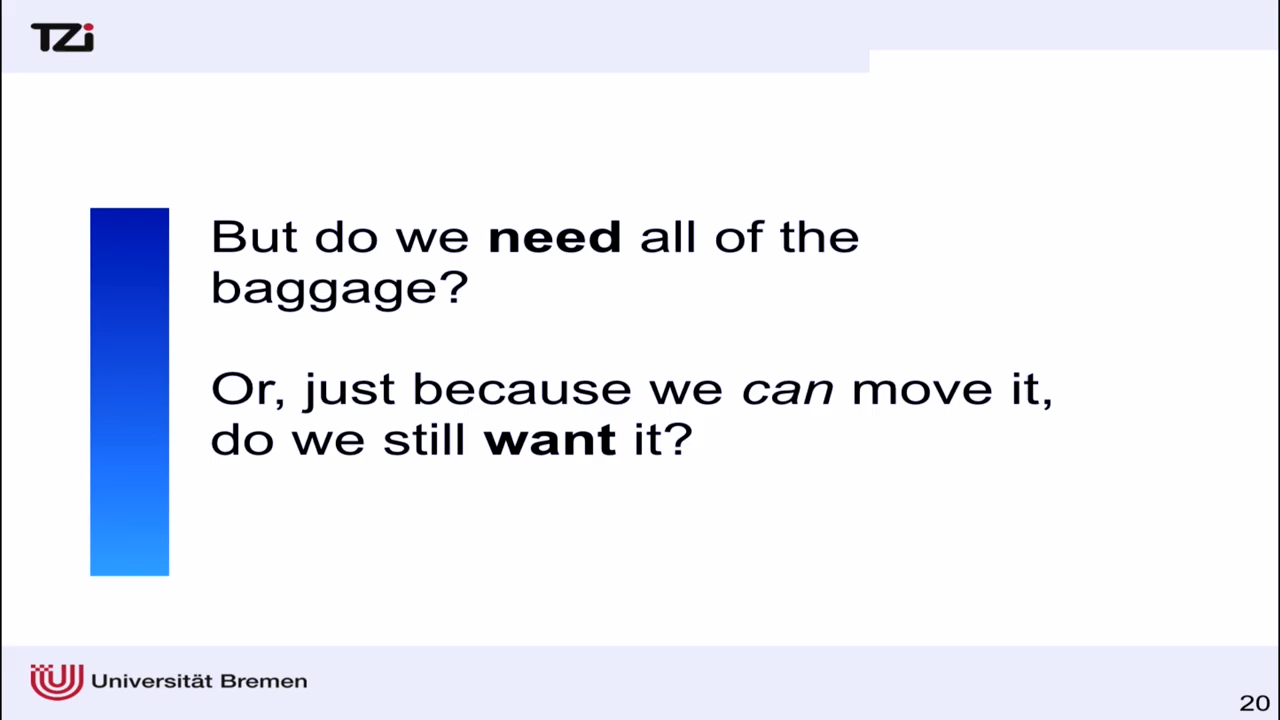 TZi
But do we need all of the
baggage?
Or, just because we can move it,
do we still want it?
Universität Bremen
20